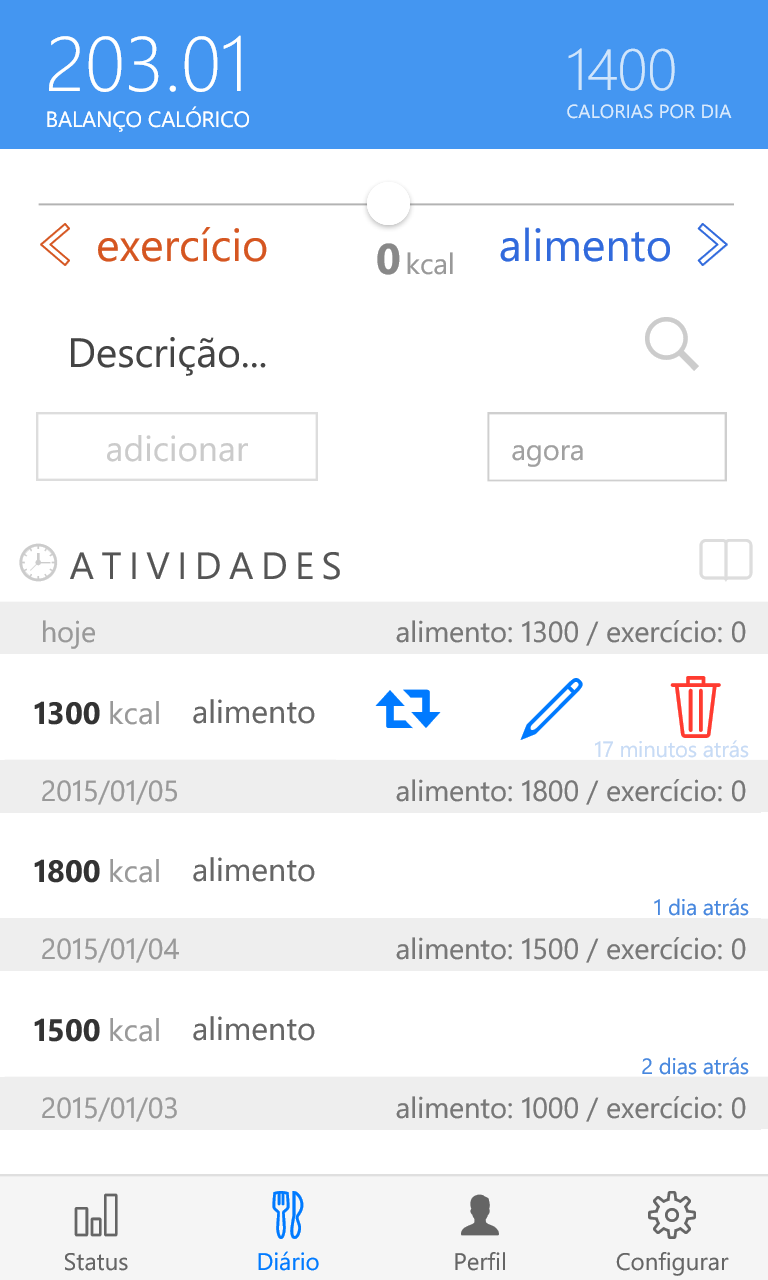 203.01
BALANÇO CALÓRICO
1400
CALORIAS POR DIA
exercício
0 kcal
alimento
Descrição...
adicionar
agora
ATIVIDADES
hoje alimento: 1300 / exercício: 0
1300 kcal alimento
17 minutos atrás
2015/01/05 alimento: 1800 / exercício: 0
1800 kcal alimento
1 dia atrás
2015/01/04 alimento: 1500 / exercício: 0
1500 kcal alimento
2 dias atrás
2015/01/03 alimento: 1000 / exercício: 0
Status Diário Perfil Configurar